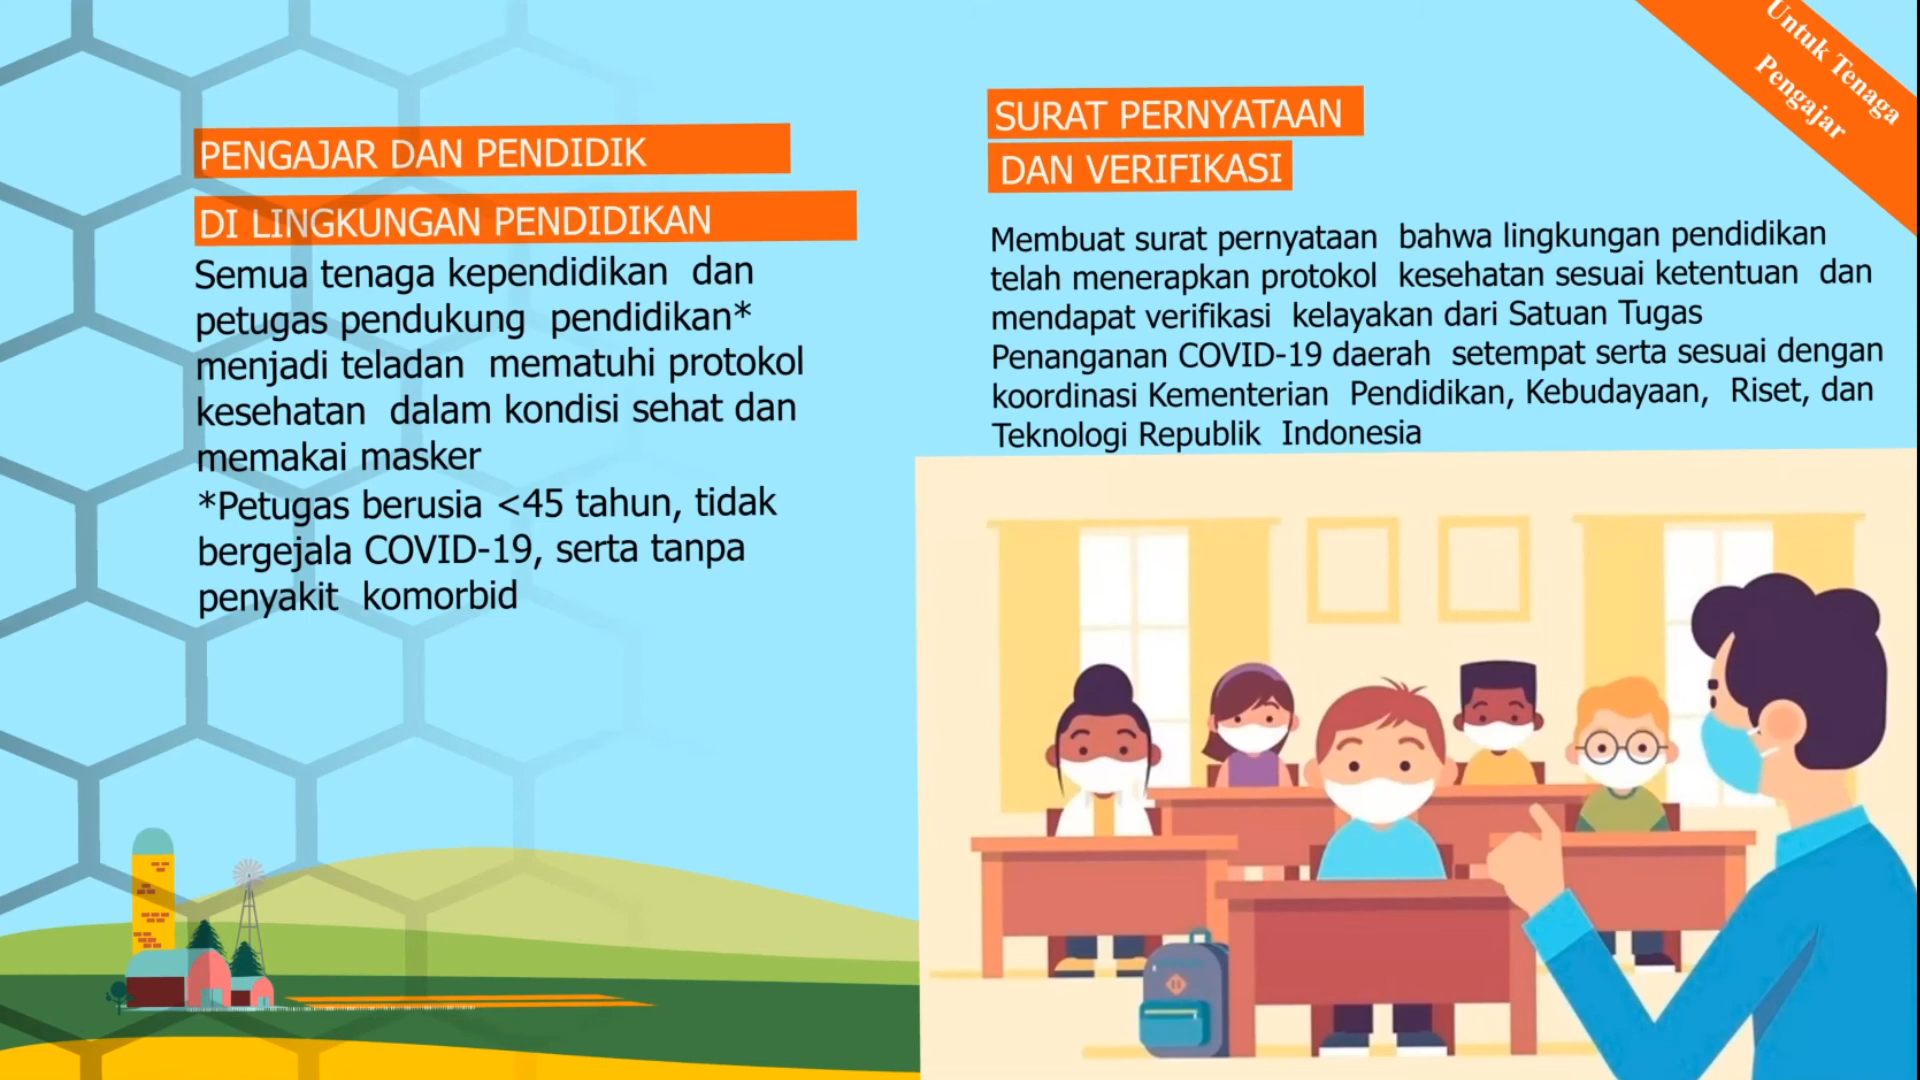 Untuk Tenaga
Pengajar
PENGAJAR DAN PENDIDIK
DI LINGKUNGAN PENDIDIKAN
Semua tenaga kependidikan dan
petugas pendukung pendidikan*
menjadi teladan mematuhi protokol
kesehatan dalam kondisi sehat dan
memakai masker
*Petugas berusia <45 tahun, tidak
bergejala COVID-19, serta tanpa
penyakit komorbid
SURAT PERNYATAAN
DAN VERIFIKASI
Membuat surat pernyataan bahwa lingkungan pendidikan
telah menerapkan protokol kesehatan sesuai ketentuan dan
mendapat verifikasi kelayakan dari Satuan Tugas
Penanganan COVID-19 daerah setempat serta sesuai dengan
koordinasi Kementerian Pendidikan, Kebudayaan, Riset, dan
Teknologi Republik Indonesia